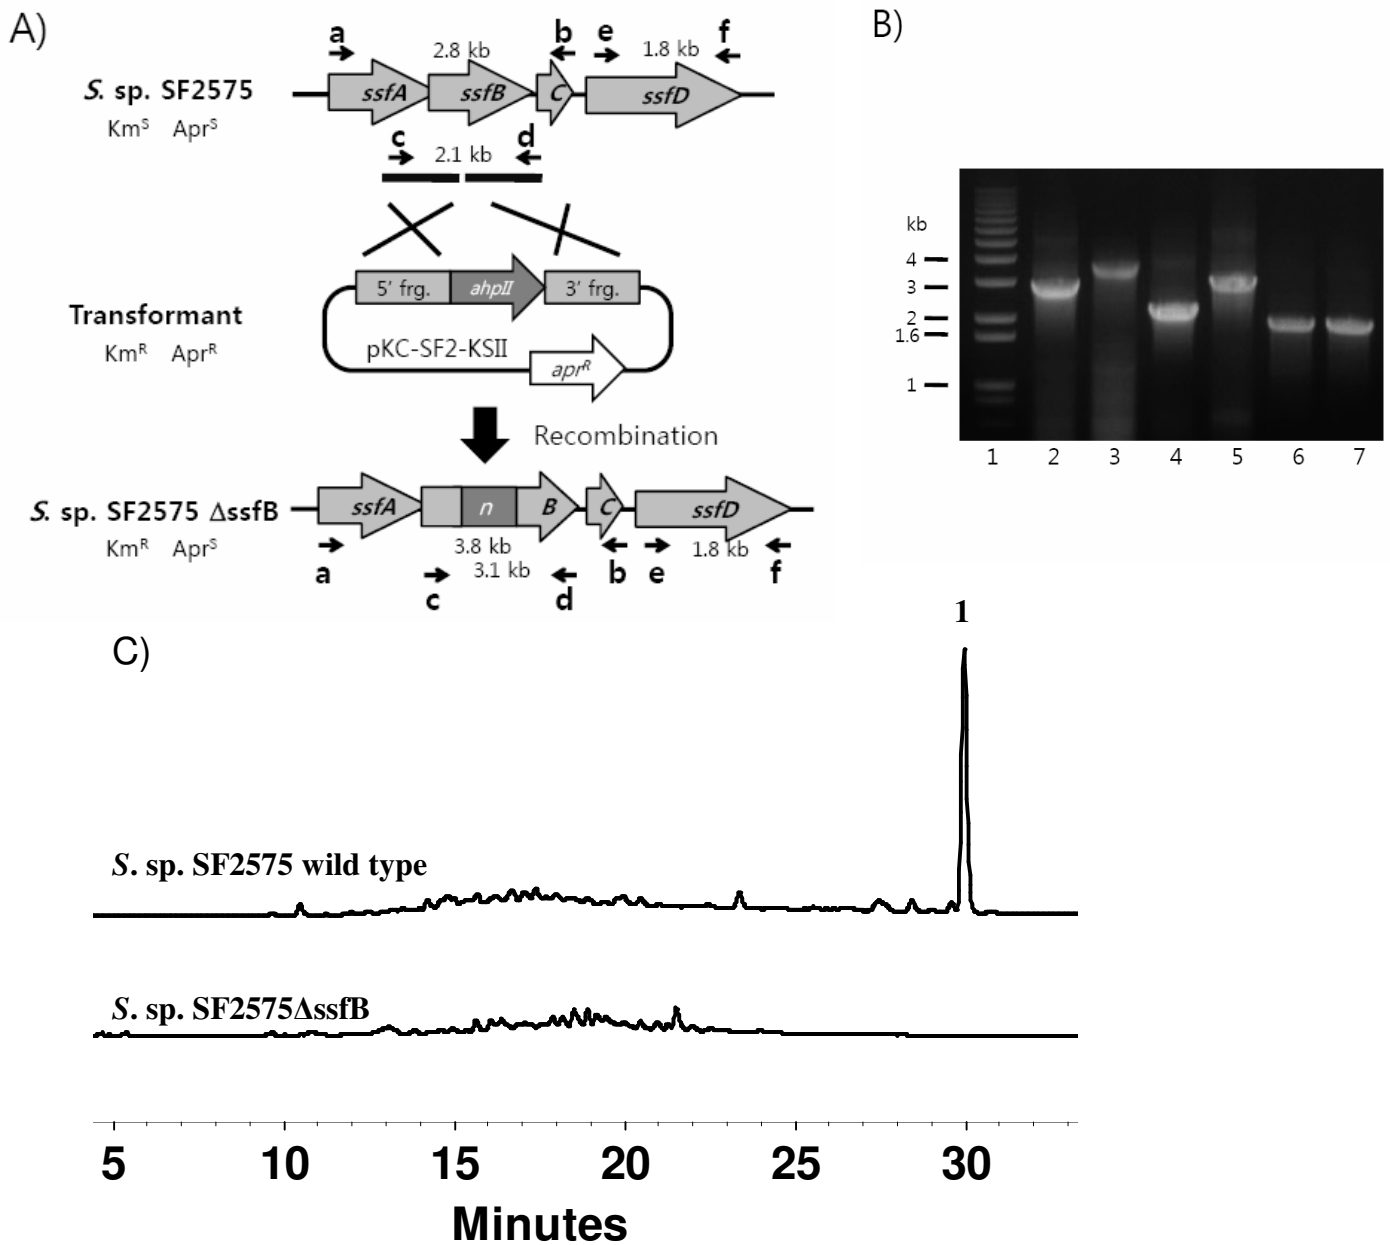 A)
a b e f
2.8 kb 1.8 kb
S. sp. SF2575 ssfA ssfB C ssfD
Km^S Apr^S
c d
2.1 kb
5' frg. ahpII 3' frg.
Transformant
Km^R Apr^R
pKC-SF2-KSII
apr^R
Recombination
S. sp. SF2575 ΔssfB ssfA n B C ssfD
Km^R Apr^S
3.8 kb 1.8 kb
3.1 kb
a b e f
c d
B)
kb
4
3
2
1.6
1
1 2 3 4 5 6 7
C)
1
S. sp. SF2575 wild type
S. sp. SF2575ΔssfB
5 10 15 20 25 30
Minutes